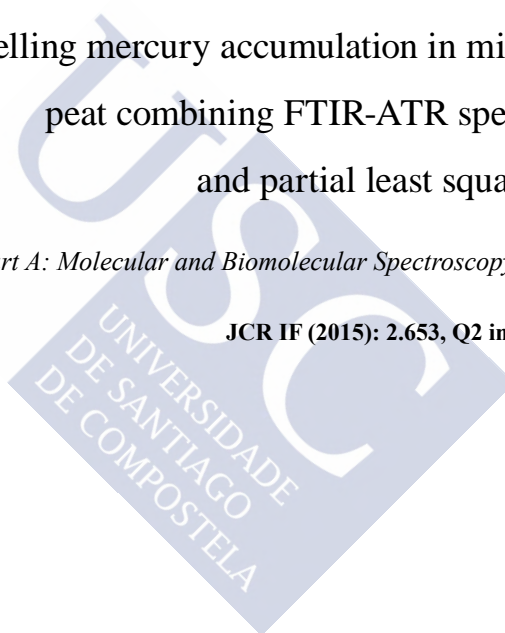 elling mercury accumulation in mi
peat combining FTIR-ATR spe
and partial least squa
rt A: Molecular and Biomolecular Spectroscopy
JCR IF (2015): 2.653, Q2 in
USC
UNIVERSIDADE
DE SANTIAGO
DE COMPOSTELA